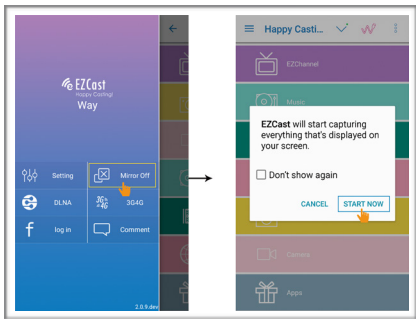 EZCast
Happy Casting!
Way
Setting
Mirror Off
DLNA
3G4G
3G4G
log in
Comment
2.0.9.dev
Happy Casti...
EZChannel
Music
EZCast will start capturing
everything that's displayed on
your screen.
Don't show again
CANCEL START NOW
Camera
Apps